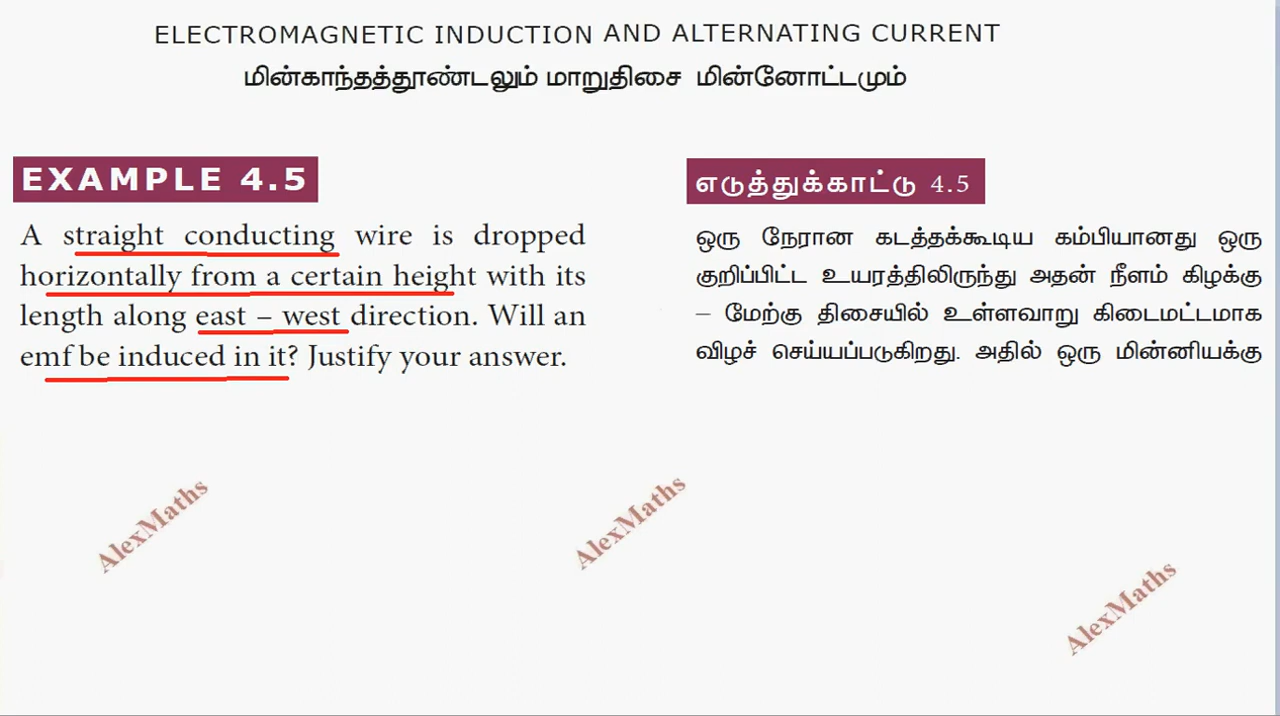 ELECTROMAGNETIC INDUCTION AND ALTERNATING CURRENT
மின்காந்தத்தூண்டலும் மாறுதிசை மின்னோட்டமும்
EXAMPLE 4.5
A straight conducting wire is dropped
horizontally from a certain height with its
length along east – west direction. Will an
emf be induced in it? Justify your answer.
எடுத்துக்காட்டு 4.5
ஒரு நேரான கடத்தக்கூடிய கம்பியானது ஒரு
குறிப்பிட்ட உயரத்திலிருந்து அதன் நீளம் கிழக்கு
– மேற்கு திசையில் உள்ளவாறு கிடைமட்டமாக
விழச் செய்யப்படுகிறது. அதில் ஒரு மின்னியக்கு
AlexMaths
AlexMaths
AlexMaths